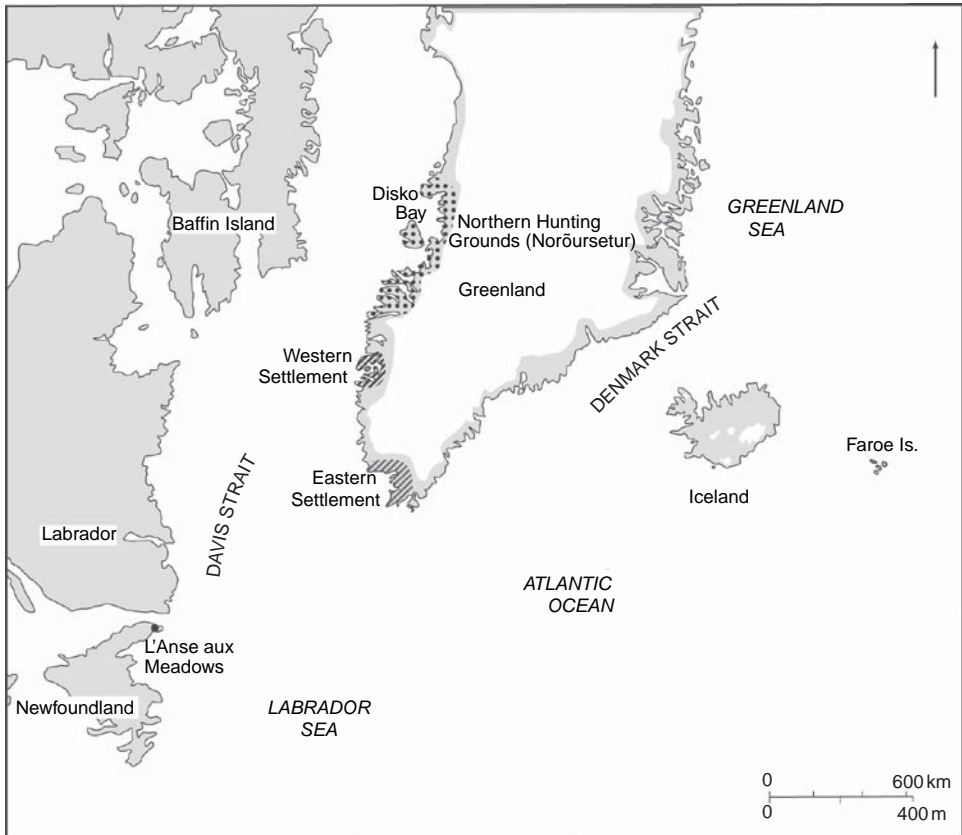 Disko
Bay
Baffin Island
Northern Hunting
Grounds (Norõursetur)
GREENLAND
SEA
Greenland
Western
Settlement
DENMARK STRAIT
Faroe Is.
Eastern
Settlement
Iceland
DAVIS STRAIT
Labrador
ATLANTIC
OCEAN
L'Anse aux
Meadows
Newfoundland
LABRADOR
SEA
0 600 km
0 400 m